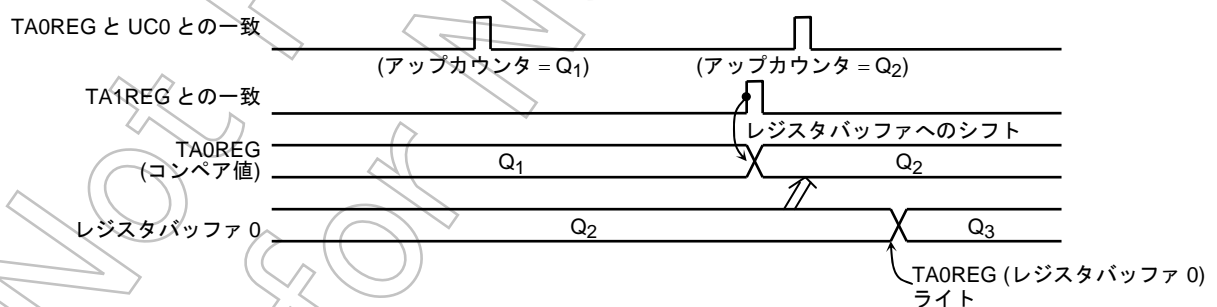 TA0REG と UC0 との一致
(アップカウンタ = Q1)
(アップカウンタ = Q2)
TA1REG との一致
レジスタバッファへのシフト
TA0REG
(コンペア値)
Q1
Q2
レジスタバッファ 0
Q2
Q3
TA0REG (レジスタバッファ 0)
ライト